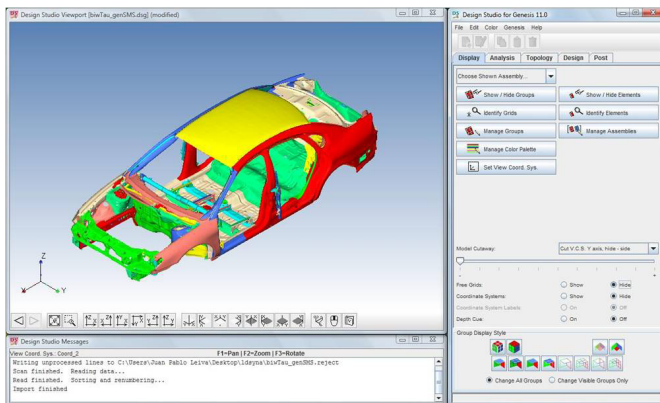 Design Studio Viewport [biwTau_genSMS.dsg] (modified)
Z
X
Y
Design Studio Messages
View Coord. Sys.: Coord_2
F1=Pan | F2=Zoom | F3=Rotate
Writing unprocessed lines to C:\Users\Juan Pablo Leiva\Desktop\ldsyna\biwTau_genSMS.reject
Scan finished. Reading data...
Read finished. Sorting and renumbering...
Import finished
Design Studio for Genesis 11.0
File Edit Color Genesis Help
Display Analysis Topology Design Post
Choose Shown Assembly...
Show / Hide Groups Show / Hide Elements
Identify Grids Identify Elements
Manage Groups Manage Assemblies
Manage Color Palette
Set View Coord. Sys.
Model Cutaway: Cut V.C.S. Y axis, hide - side
- +
Free Grids: Show Hide
Coordinate Systems: Show Hide
Coordinate System Labels: On Off
Depth Cue: On Off
Group Display Style
Change All Groups Change Visible Groups Only